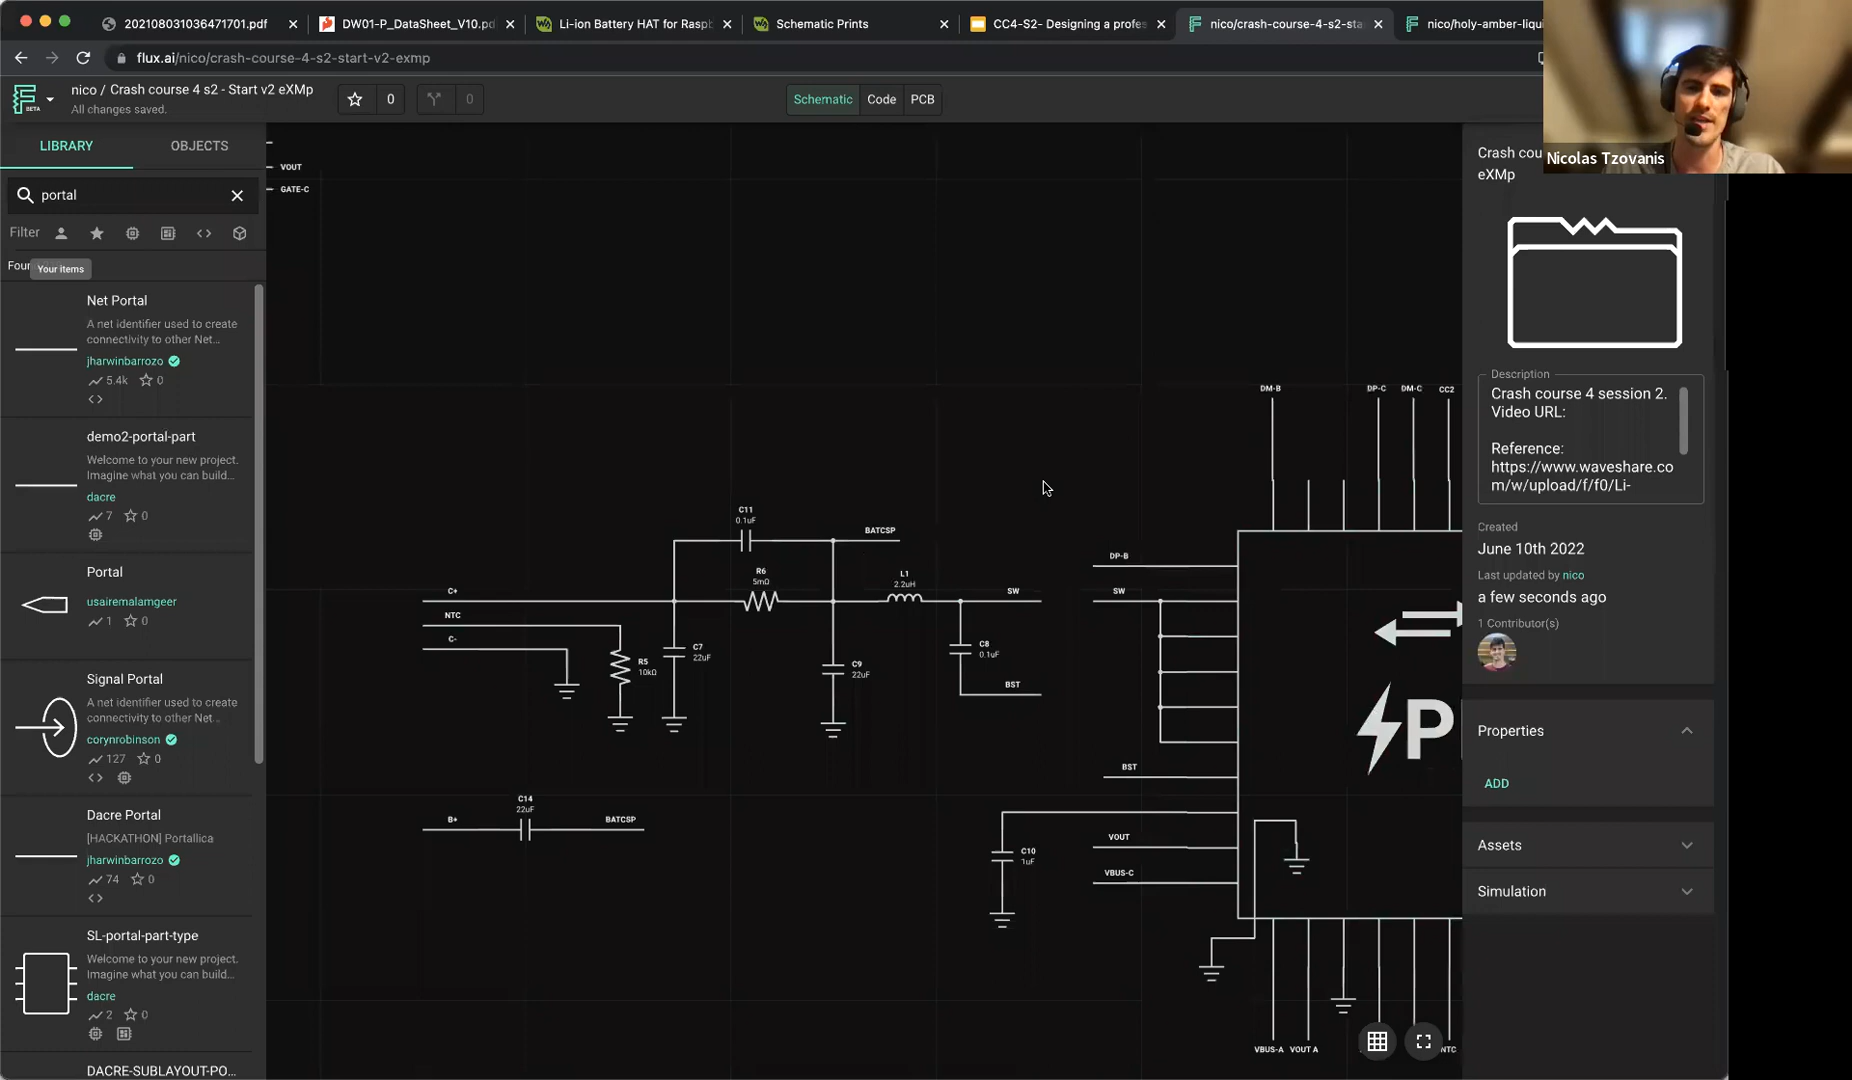 202108031036471701.pdf
DW01-P_DataSheet_V10.pd
Li-ion Battery HAT for Rasp
Schematic Prints
CC4-S2- Designing a profes
nico/crash-course-4-s2-sta
nico/holy-amber-liqui
flux.ai/nico/crash-course-4-s2-start-v2-exmp
BETA
nico / Crash course 4 s2 - Start v2 eXMp
All changes saved.
0
0
Schematic
Code
PCB
Nicolas Tzovanis
LIBRARY
OBJECTS
portal
Filter
Four
Your items
Net Portal
A net identifier used to create
connectivity to other Net...
jharwinbarrozo
5.4k
0
demo2-portal-part
Welcome to your new project.
Imagine what you can build...
dacre
7
0
Portal
usairemalamgeer
1
0
Signal Portal
A net identifier used to create
connectivity to other Net...
corynrobinson
127
0
Dacre Portal
[HACKATHON] Portallica
jharwinbarrozo
74
0
SL-portal-part-type
Welcome to your new project.
Imagine what you can build...
dacre
2
0
DACRE-SUBLAYOUT-PO...
VOUT
GATE-C
C11
0.1uF
BATCSP
R6
5mΩ
L1
2.2uH
C+
NTC
C-
SW
R5
10kΩ
C7
22uF
C9
22uF
C8
0.1uF
BST
C14
22uF
B+
BATCSP
DM-B
DP-C
DM-C
CC2
DP-B
SW
BST
C10
1uF
VOUT
VBUS-C
P
VBUS-A
VOUT A
NTC
Crash cou
eXMp
Description
Crash course 4 session 2.
Video URL:
Reference:
https://www.waveshare.co
m/w/upload/f/f0/Li-
Created
June 10th 2022
Last updated by nico
a few seconds ago
1 Contributor(s)
Properties
ADD
Assets
Simulation